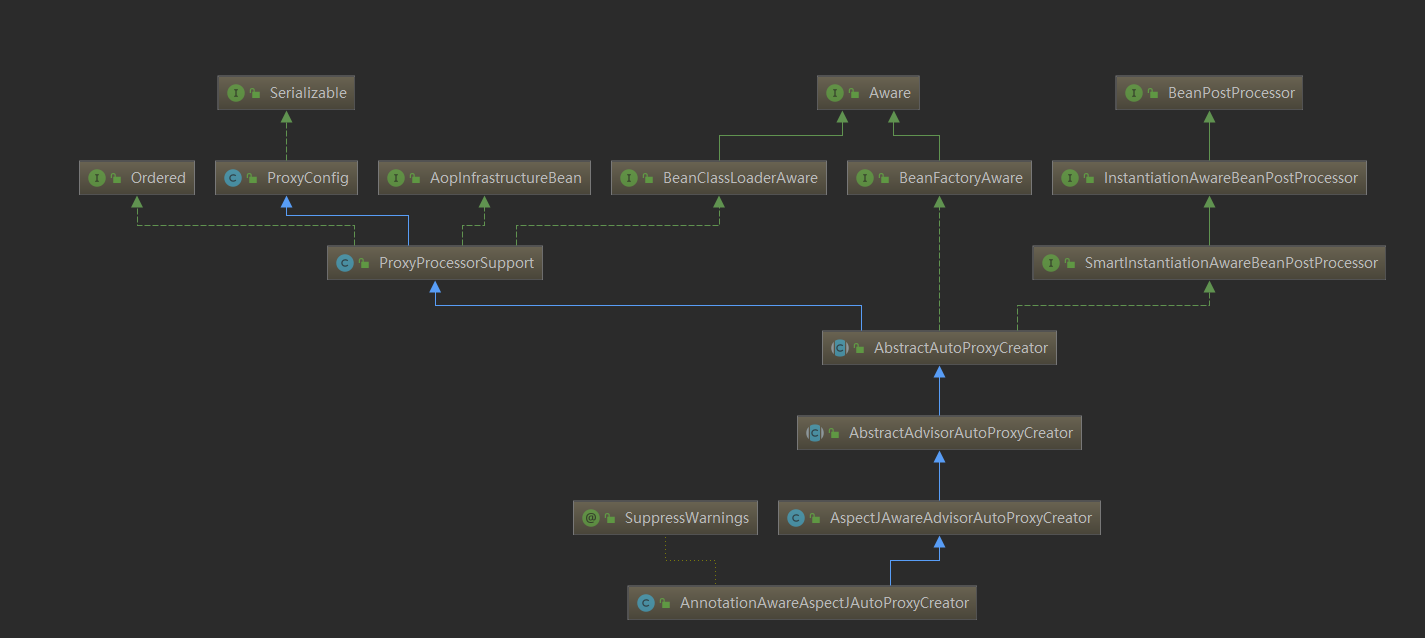 Serializable
Aware
BeanPostProcessor
Ordered
ProxyConfig
AopInfrastructureBean
BeanClassLoaderAware
BeanFactoryAware
InstantiationAwareBeanPostProcessor
ProxyProcessorSupport
SmartInstantiationAwareBeanPostProcessor
AbstractAutoProxyCreator
AbstractAdvisorAutoProxyCreator
SuppressWarnings
AspectJAwareAdvisorAutoProxyCreator
AnnotationAwareAspectJAutoProxyCreator